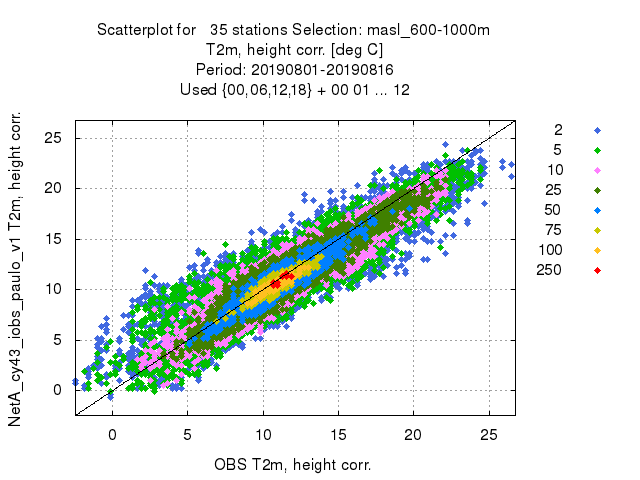 Scatterplot for 35 stations Selection: masl_600-1000m
T2m, height corr. [deg C]
Period: 20190801-20190816
Used {00,06,12,18} + 00 01 ... 12
NetA_cy43_iobs_paulo_v1 T2m, height corr.
25
20
15
10
5
0
0 5 10 15 20 25
OBS T2m, height corr.
2
5
10
25
50
75
100
250